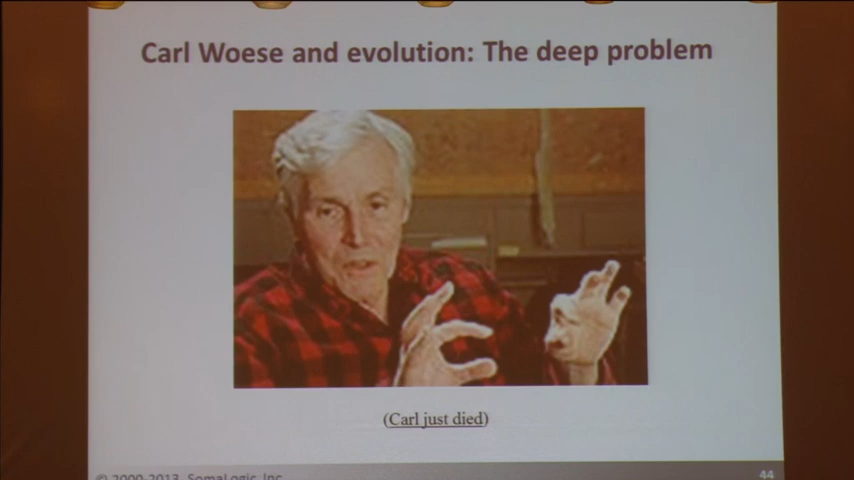 Carl Woese and evolution: The deep problem
(Carl just died)
© 2000-2013, SomaLogic, Inc.
44